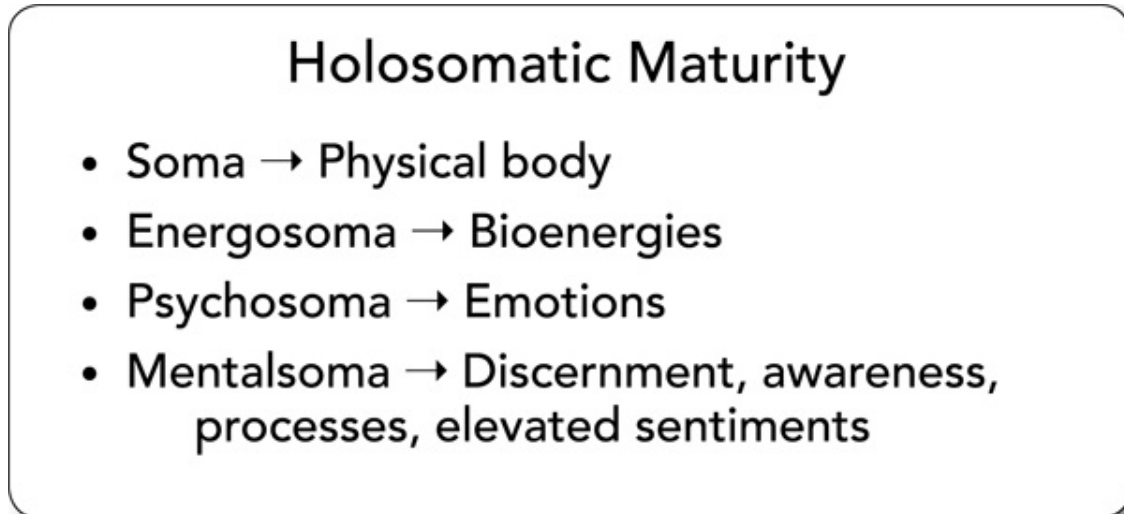 Holosomatic Maturity
• Soma → Physical body
• Energosoma → Bioenergies
• Psychosoma → Emotions
• Mentalsoma → Discernment, awareness,
processes, elevated sentiments